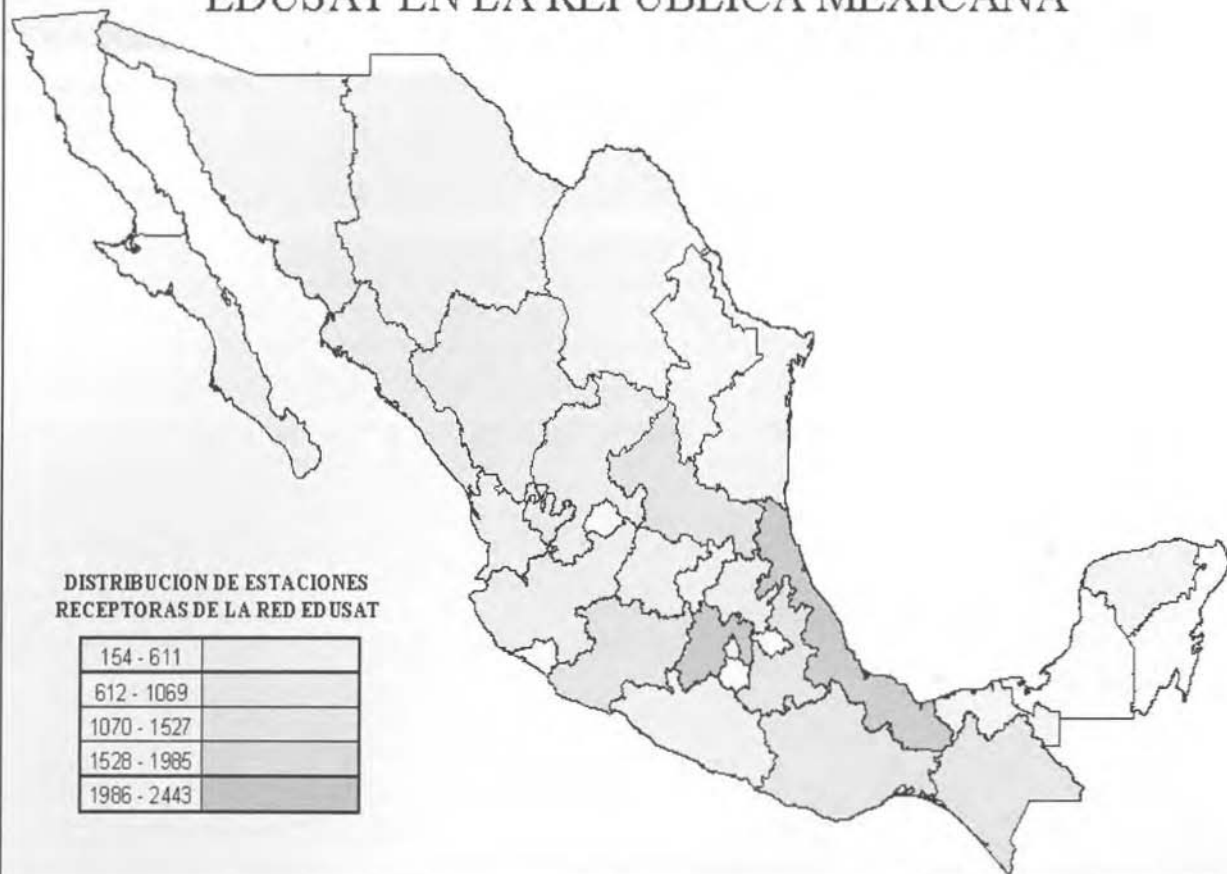 EDUSAT EN LA REPUBLICA MEXICANA
DISTRIBUCION DE ESTACIONES
RECEPTORAS DE LA RED EDUSAT
154 - 611
612 - 1069
1070 - 1527
1528 - 1985
1986 - 2443